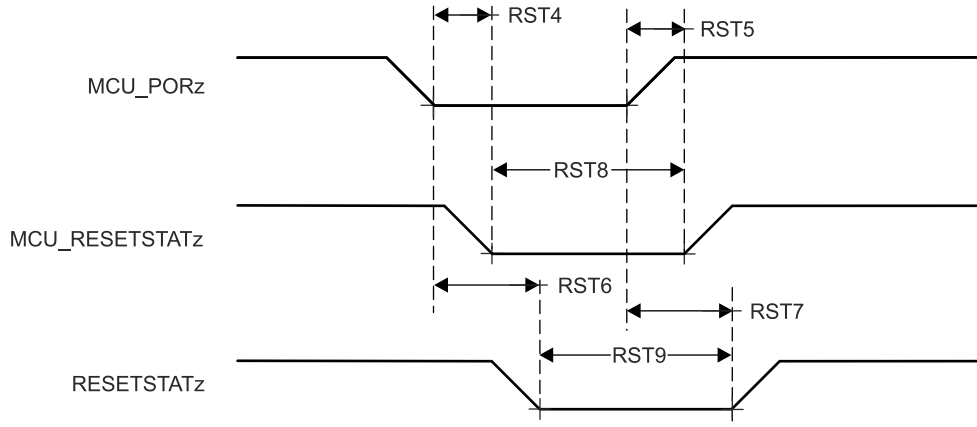 RST4
RST5
MCU_PORz
RST8
MCU_RESETSTATz
RST6
RST7
RST9
RESETSTATz